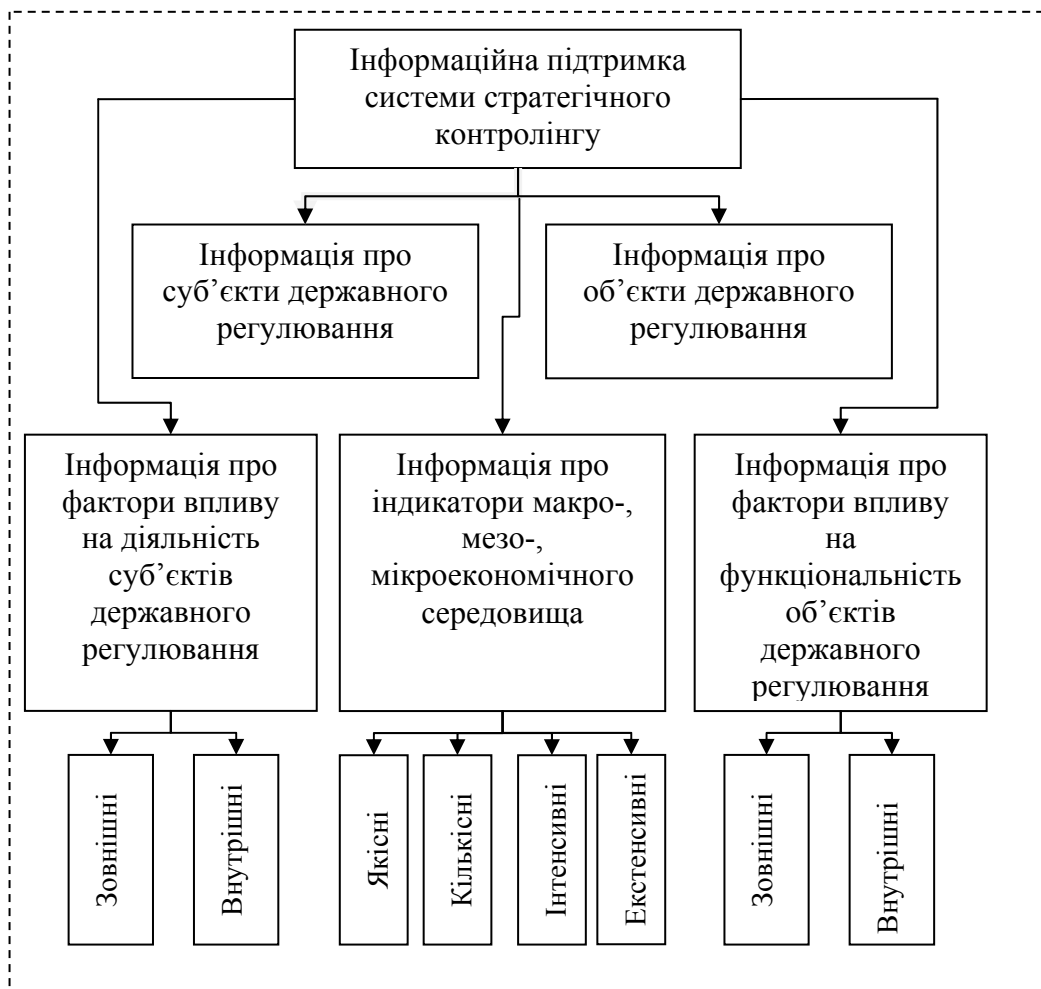 Інформаційна підтримка
системи стратегічного
контролінгу
Інформація про
суб’єкти державного
регулювання
Інформація про
об’єкти державного
регулювання
Інформація про
фактори впливу
на діяльність
суб’єктів
державного
регулювання
Інформація про
індикатори макро-,
мезо-,
мікроекономічного
середовища
Інформація про
фактори впливу
на
функціональність
об’єктів
державного
регулювання
Зовнішні
Внутрішні
Якісні
Кількісні
Інтенсивні
Екстенсивні
Зовнішні
Внутрішні